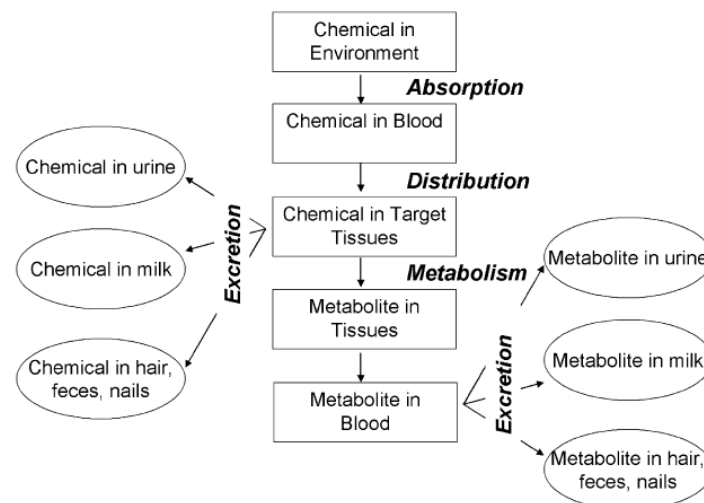 Chemical in
Environment
Absorption
Chemical in Blood
Chemical in urine
Distribution
Chemical in Target
Tissues
Excretion
Chemical in milk
Metabolism
Metabolite in
urine
Metabolite in
Tissues
Chemical in hair,
feces, nails
Excretion
Metabolite in milk
Metabolite in
Blood
Metabolite in hair,
feces, nails